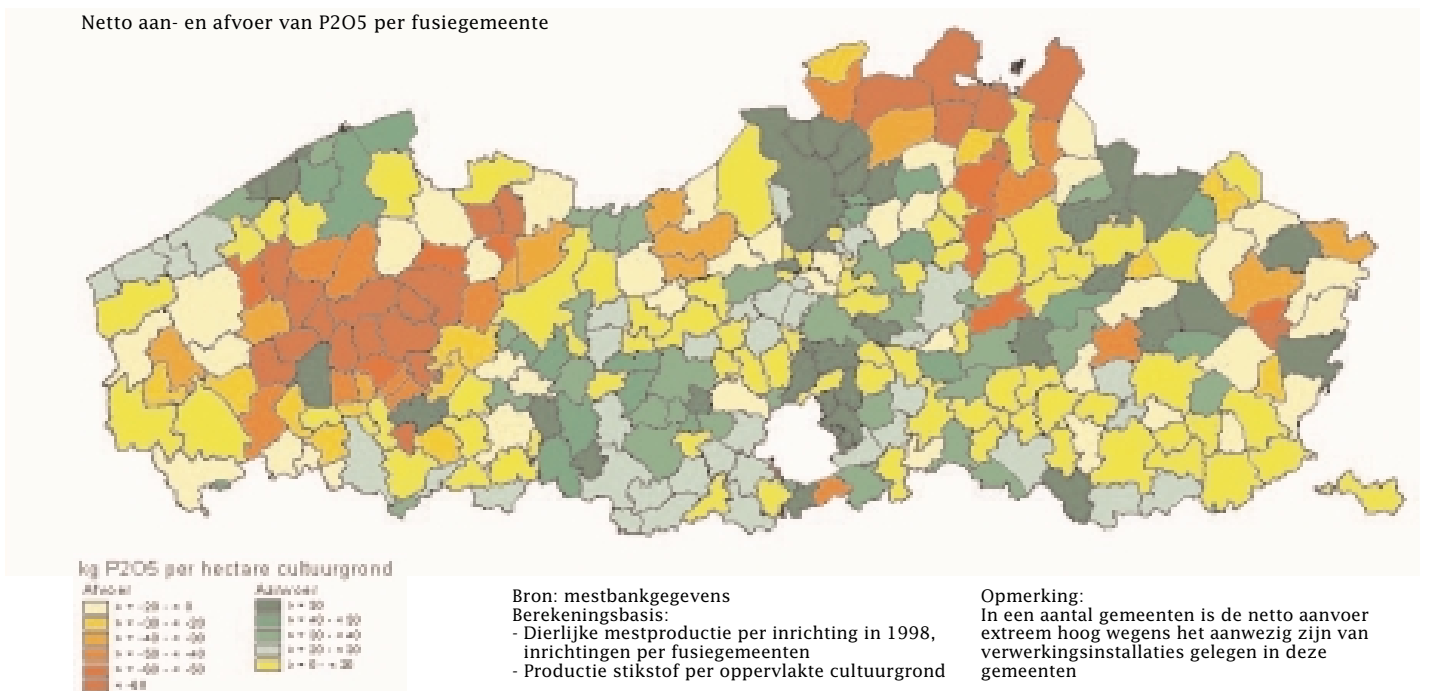 Netto aan- en afvoer van P2O5 per fusiegemeente
kg P2O5 per hectare cultuurgrond
Afvoer
Aanvoer
Bron: mestbankgegevens
Berekeningsbasis:
- Dierlijke mestproductie per inrichting in 1998,
inrichtingen per fusiegemeenten
- Productie stikstof per oppervlakte cultuurgrond
Opmerking:
In een aantal gemeenten is de netto aanvoer
extreem hoog wegens het aanwezig zijn van
verwerkingsinstallaties gelegen in deze
gemeenten